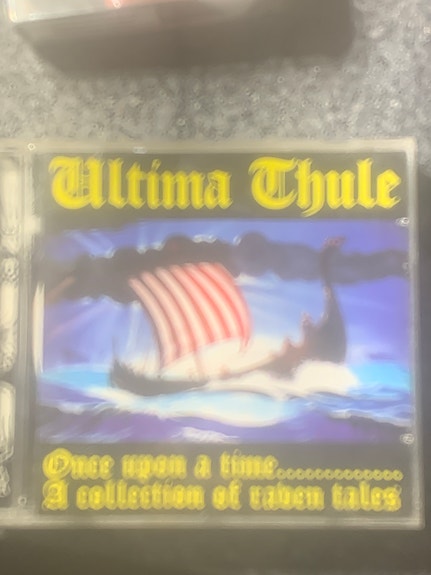 Ultima Thule
Once upon a time..............
A collection of raven tales